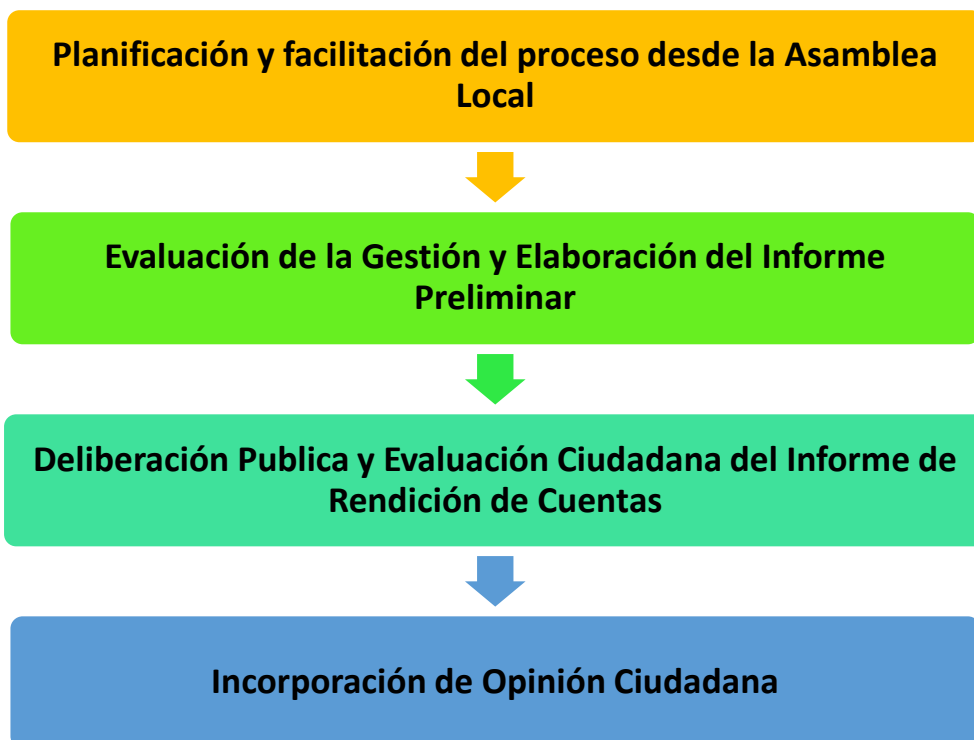 Planificación y facilitación del proceso desde la Asamblea
Local
Evaluación de la Gestión y Elaboración del Informe
Preliminar
Deliberación Publica y Evaluación Ciudadana del Informe de
Rendición de Cuentas
Incorporación de Opinión Ciudadana